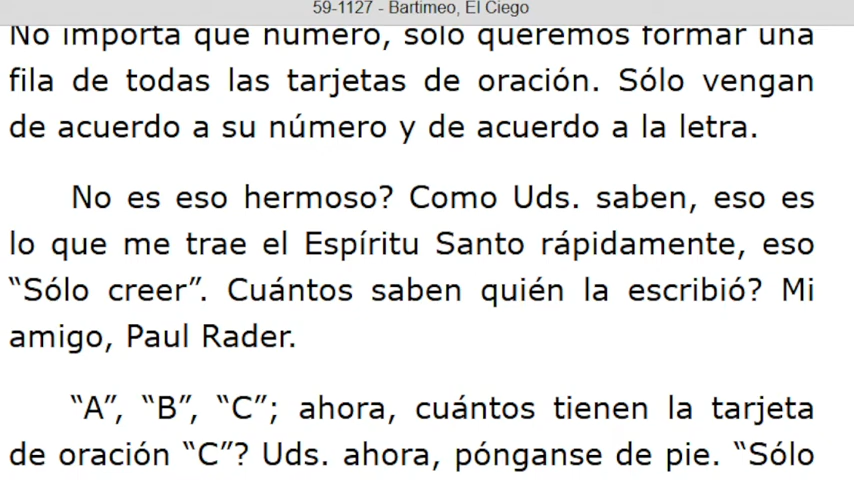 59-1127 - Bartimeo, El Ciego
No importa qué número, sólo queremos formar una
fila de todas las tarjetas de oración. Sólo vengan
de acuerdo a su número y de acuerdo a la letra.
No es eso hermoso? Como Uds. saben, eso es
lo que me trae el Espíritu Santo rápidamente, eso
“Sólo creer”. Cuántos saben quién la escribió? Mi
amigo, Paul Rader.
“A”, “B”, “C”; ahora, cuántos tienen la tarjeta
de oración “C”? Uds. ahora, pónganse de pie. “Sólo